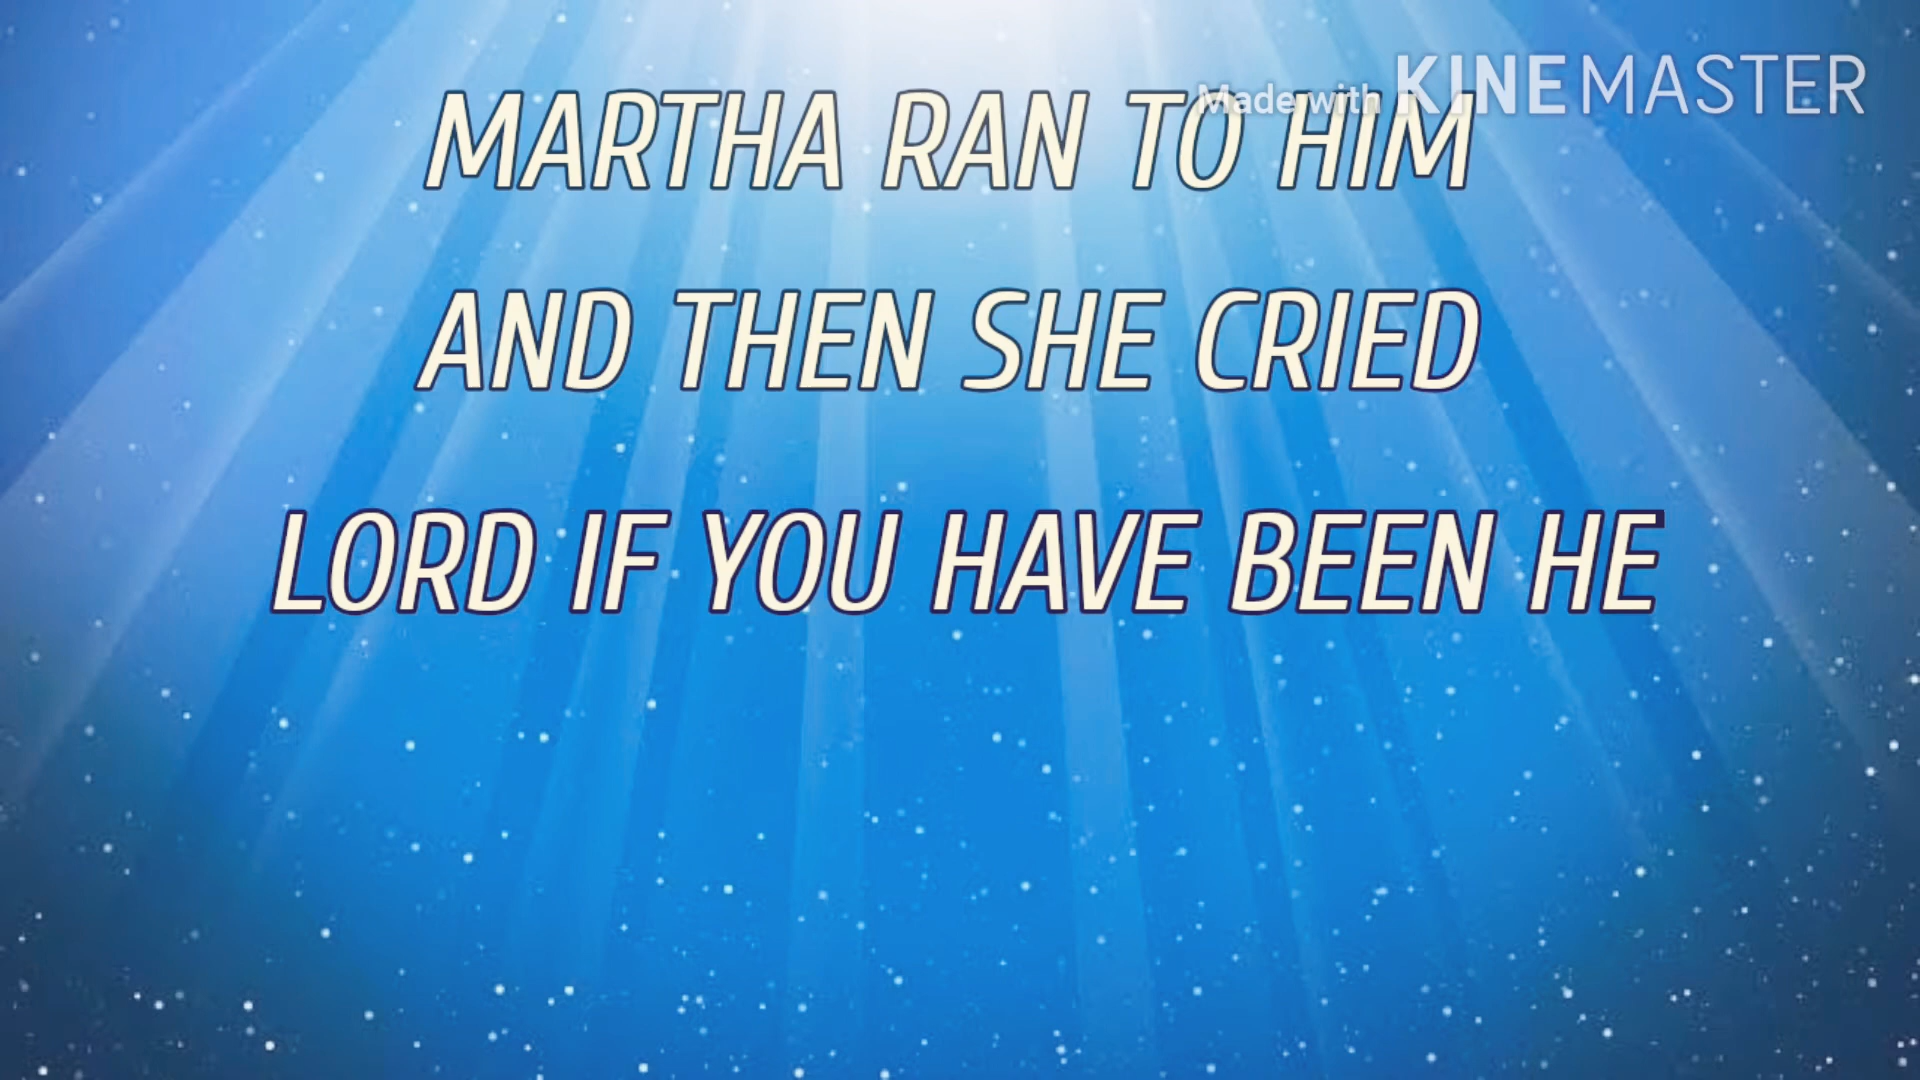 Made with KINEMASTER
MARTHA RAN TO HIM
AND THEN SHE CRIED
LORD IF YOU HAVE BEEN HE